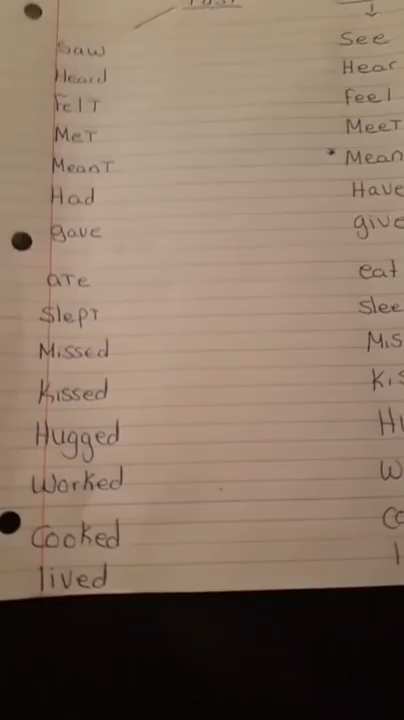 Past
Saw See
Heard Hear
Felt Feel
Met Meet
Meant * Mean
Had Have
gave give
ate eat
Slept
Missed
Kissed
Hugged
Worked
Cooked
lived